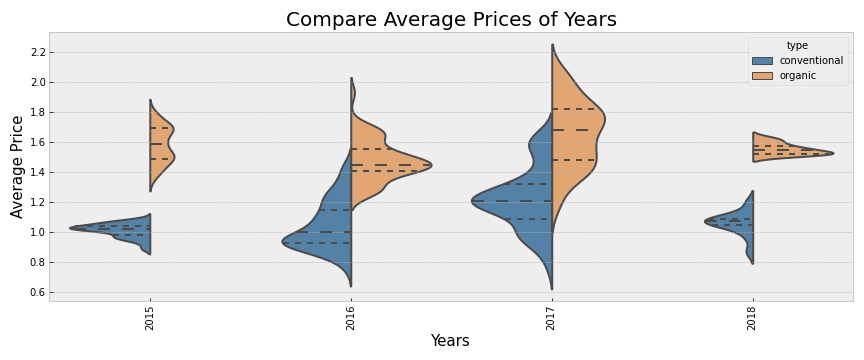 Compare Average Prices of Years
type
conventional
organic
Average Price
2.2
2.0
1.8
1.6
1.4
1.2
1.0
0.8
0.6
2015
2016
2017
2018
Years